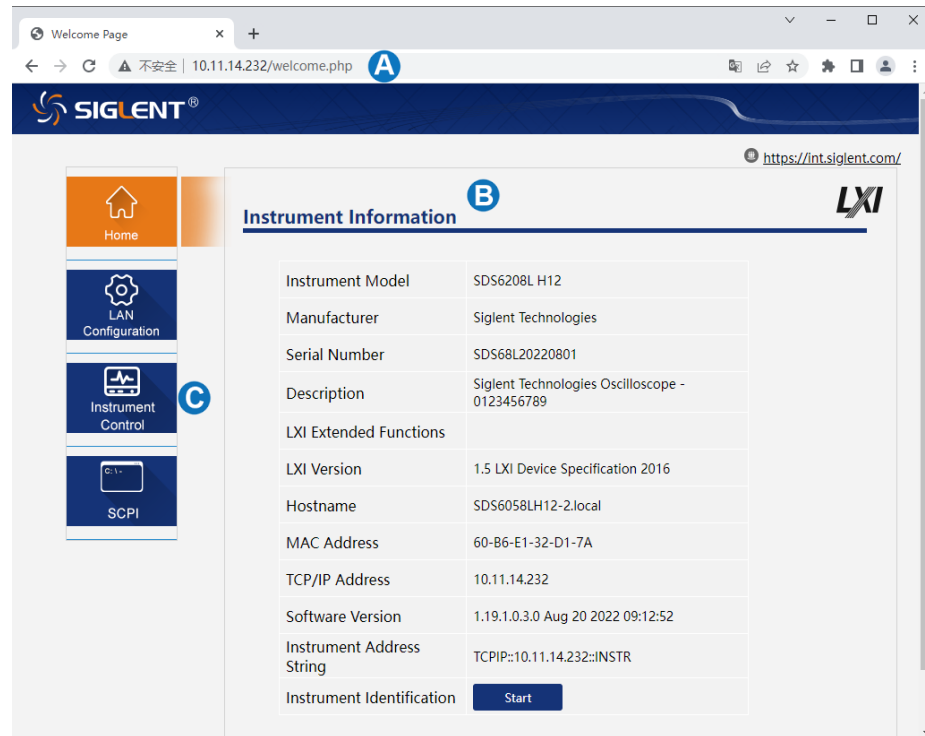 Welcome Page
不安全 | 10.11.14.232/welcome.php A
SIGLENT®
https://int.siglent.com/
Home
B
Instrument Information
LXI
LAN
Configuration
Instrument
Control
C
C:\-
SCPI
Instrument Model SDS6208L H12
Manufacturer Siglent Technologies
Serial Number SDS68L20220801
Description Siglent Technologies Oscilloscope -
0123456789
LXI Extended Functions
LXI Version 1.5 LXI Device Specification 2016
Hostname SDS6058LH12-2.local
MAC Address 60-B6-E1-32-D1-7A
TCP/IP Address 10.11.14.232
Software Version 1.19.1.0.3.0 Aug 20 2022 09:12:52
Instrument Address
String TCPIP::10.11.14.232::INSTR
Instrument Identification Start